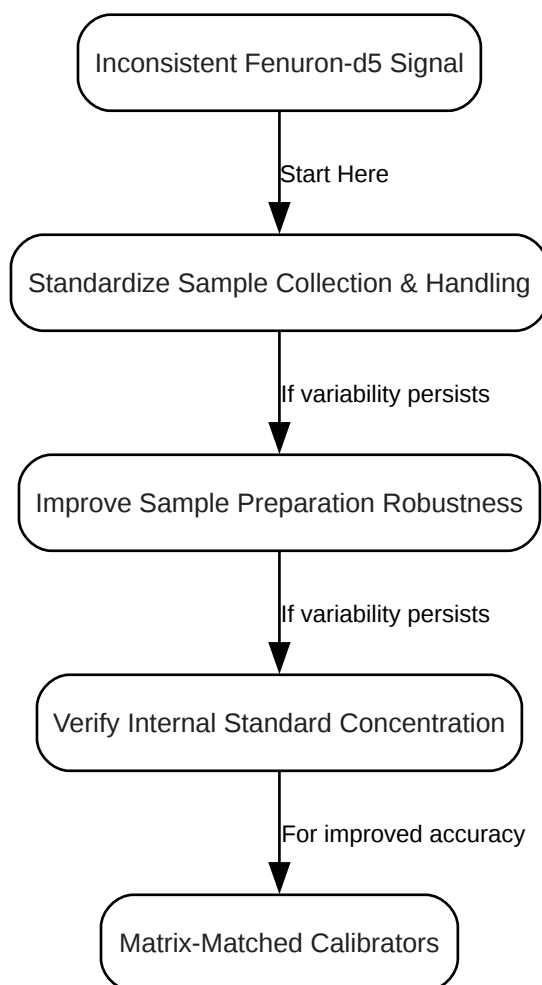 Inconsistent Fenuron-d5 Signal
Start Here
Standardize Sample Collection & Handling
If variability persists
Improve Sample Preparation Robustness
If variability persists
Verify Internal Standard Concentration
For improved accuracy
Matrix-Matched Calibrators